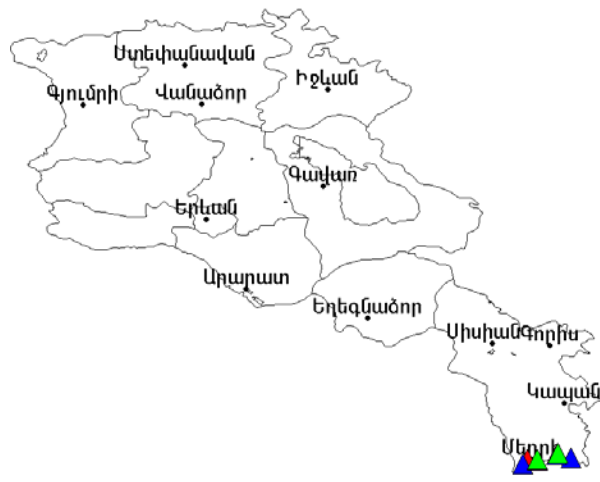 Ստեփանավան
Իջևան
Գյումրի
Վանաձոր
Գավառ
Երևան
Արարատ
Եղեգնաձոր
Սիսիան
Գորիս
Կապան
Մեղրի